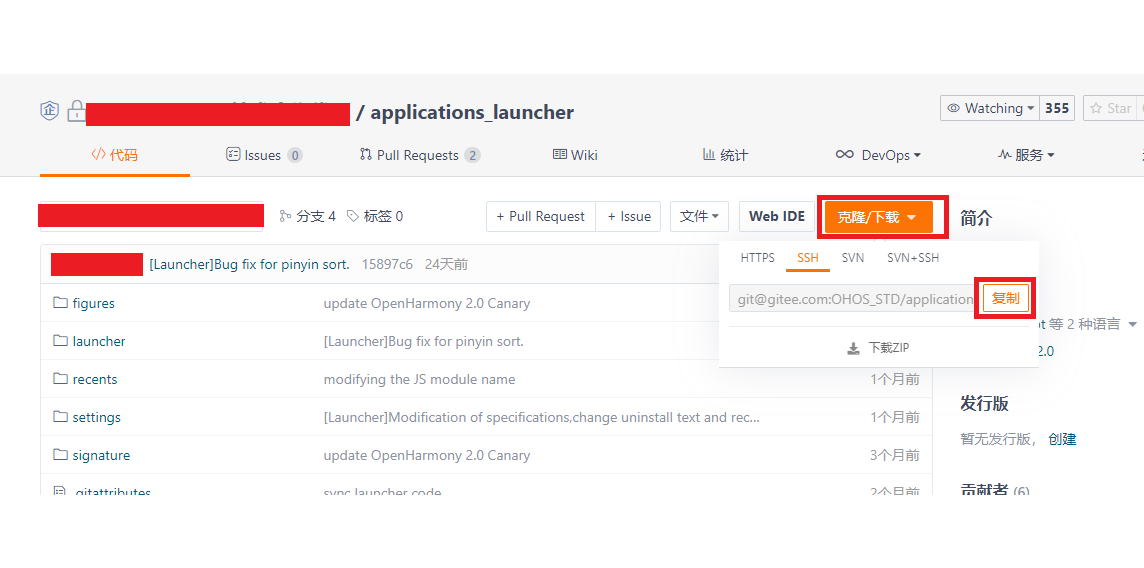 企 / applications_launcher Watching 355 Star
代码 Issues 0 Pull Requests 2 Wiki 统计 DevOps 服务
分支 4 标签 0 + Pull Request + Issue 文件 Web IDE 克隆/下载 简介
HTTPS SSH SVN SVN+SSH
[Launcher]Bug fix for pinyin sort. 15897c6 24天前
git@gitee.com:OHOS_STD/application 复制
figures update OpenHarmony 2.0 Canary
等 2 种语言
launcher [Launcher]Bug fix for pinyin sort.
下载ZIP
2.0
recents modifying the JS module name 1个月前
发行版
settings [Launcher]Modification of specifications,change uninstall text and rec... 1个月前
暂无发行版， 创建
signature update OpenHarmony 2.0 Canary 3个月前
.gitattributes sync launcher code 2个月前
贡献者 (6)